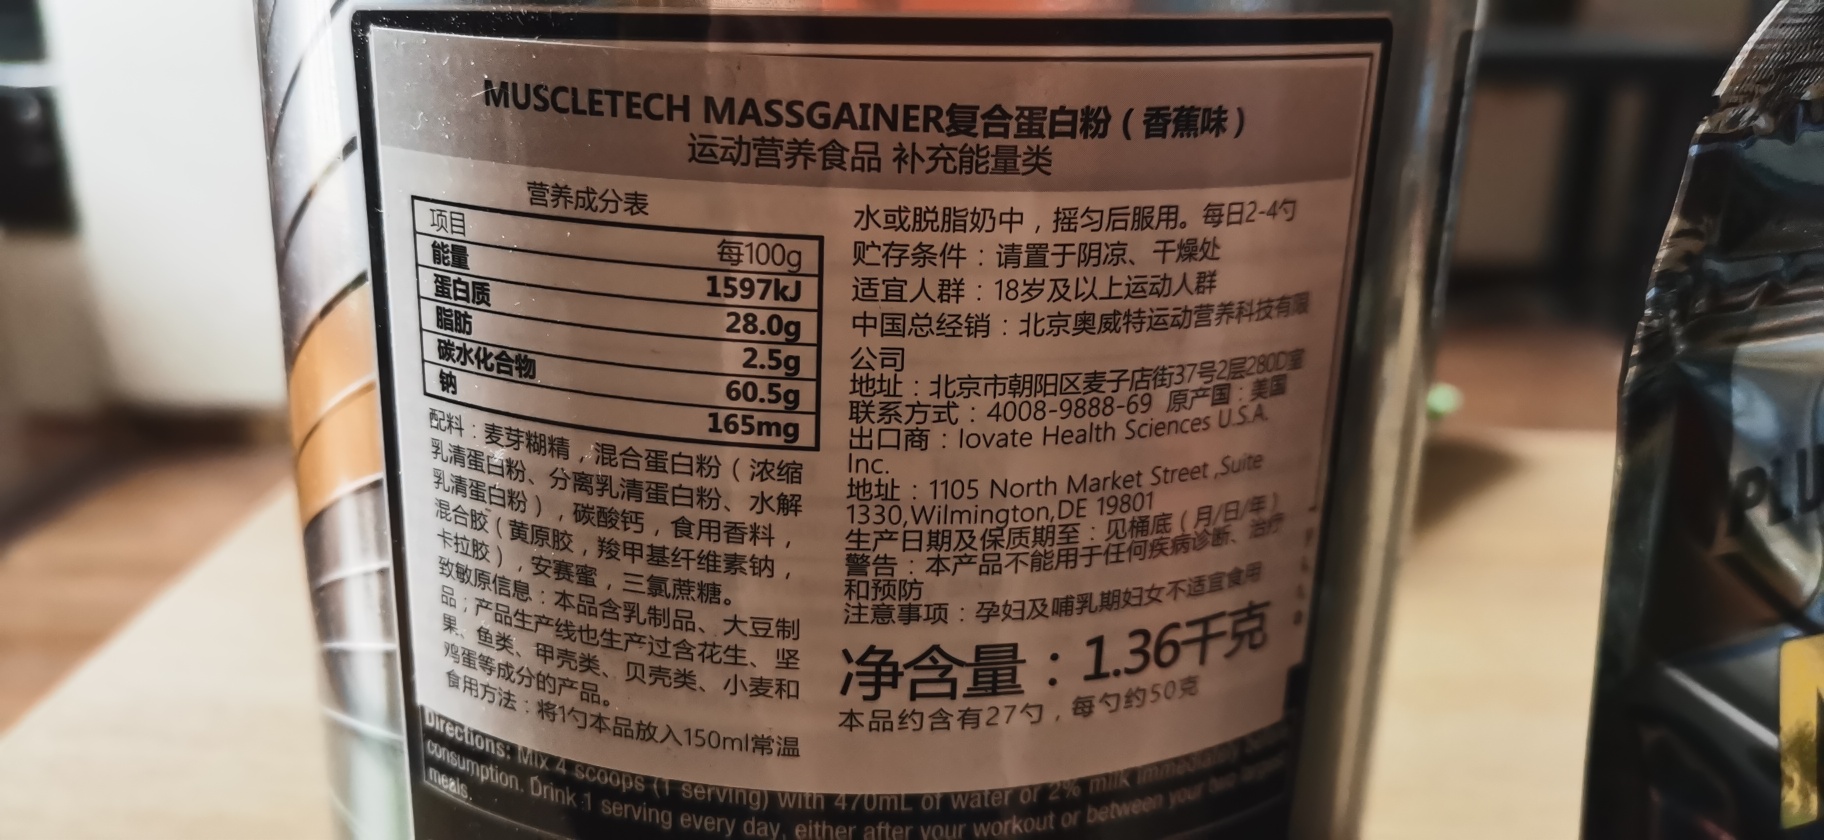 MUSCLETECH MASSGAINER复合蛋白粉（香蕉味）
运动营养食品 补充能量类
营养成分表
项目 每100g
能量 1597kJ
蛋白质 28.0g
脂肪 2.5g
碳水化合物 60.5g
钠 165mg
配料：麦芽糊精，混合蛋白粉（浓缩
乳清蛋白粉、分离乳清蛋白粉、水解
乳清蛋白粉），碳酸钙，食用香料，
混合胶（黄原胶，羧甲基纤维素钠，
卡拉胶），安赛蜜，三氯蔗糖。
致敏原信息：本品含乳制品、大豆制
品；产品生产线也生产过含花生、坚
果、鱼类、甲壳类、贝壳类、小麦和
鸡蛋等成分的产品。
食用方法：将1勺本品放入150ml常温
水或脱脂奶中，摇匀后服用。每日2-4勺
贮存条件：请置于阴凉、干燥处
适宜人群：18岁及以上运动人群
中国总经销：北京奥威特运动营养科技有限
公司
地址：北京市朝阳区麦子店街37号2层280D室
联系方式：4008-9888-69 原产国：美国
出口商：Iovate Health Sciences U.S.A.
Inc.
地址：1105 North Market Street ,Suite
1330,Wilmington,DE 19801
生产日期及保质期至：见桶底（月/日/年）
警告：本产品不能用于任何疾病诊断、治疗
和预防
注意事项：孕妇及哺乳期妇女不适宜食用
净含量：1.36千克
本品约含有27勺，每勺约50克
Directions: Mix 4 scoops (1 serving) with 470mL of water or 2% milk immediately before
consumption. Drink 1 serving every day, either after your workout or between your two largest
meals.